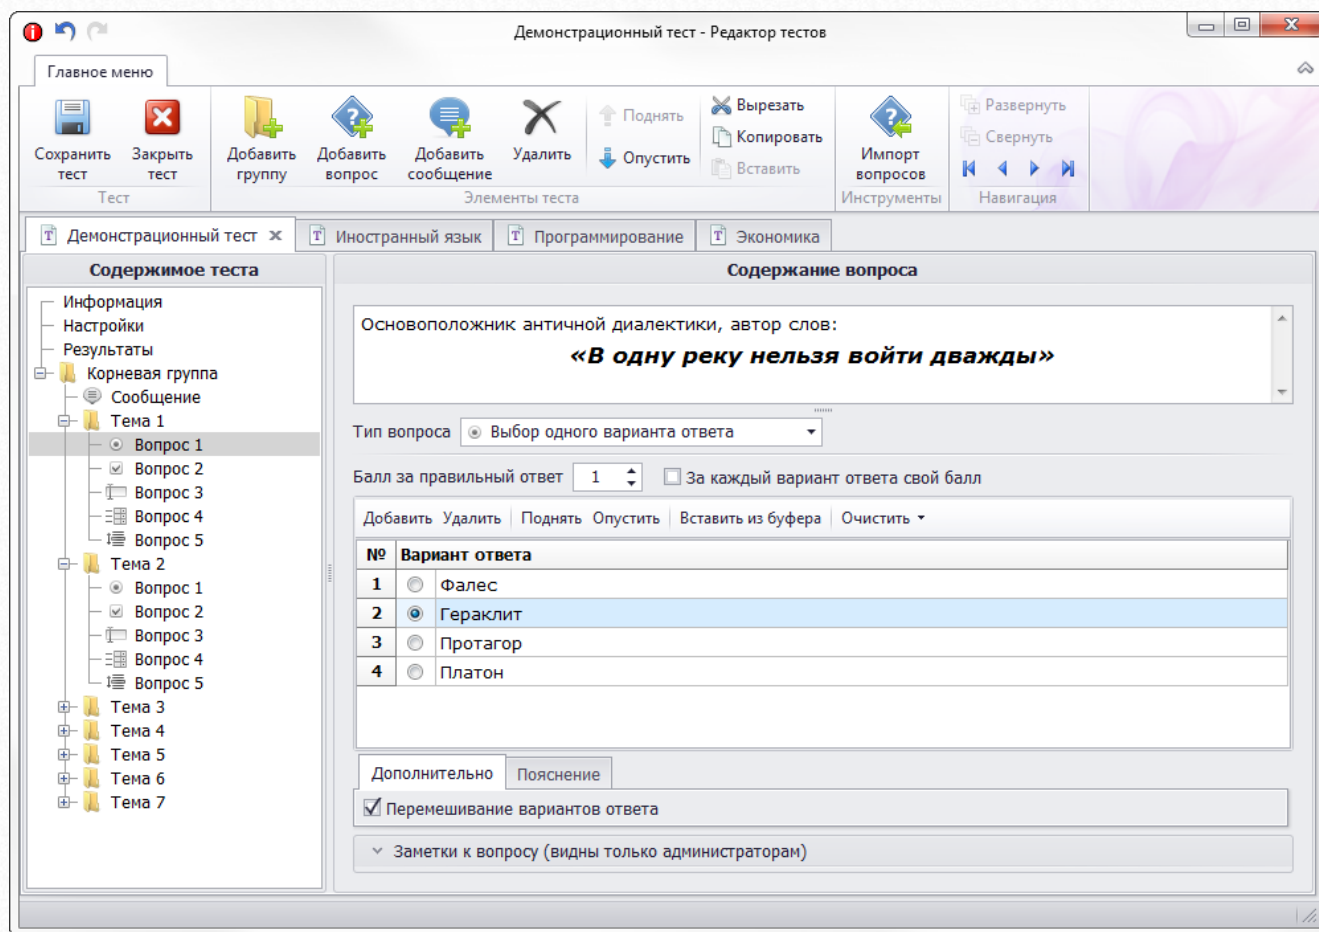 Демонстрационный тест - Редактор тестов
Главное меню
Сохранить тест
Закрыть тест
Тест
Добавить группу
Добавить вопрос
Добавить сообщение
Удалить
Поднять
Опустить
Вырезать
Копировать
Вставить
Элементы теста
Импорт вопросов
Инструменты
Развернуть
Свернуть
Навигация
Демонстрационный тест
Иностранный язык
Программирование
Экономика
Содержимое теста
Информация
Настройки
Результаты
Корневая группа
Сообщение
Тема 1
Вопрос 1
Вопрос 2
Вопрос 3
Вопрос 4
Вопрос 5
Тема 2
Вопрос 1
Вопрос 2
Вопрос 3
Вопрос 4
Вопрос 5
Тема 3
Тема 4
Тема 5
Тема 6
Тема 7
Содержание вопроса
Основоположник античной диалектики, автор слов:
«В одну реку нельзя войти дважды»
Тип вопроса Выбор одного варианта ответа
Балл за правильный ответ 1 За каждый вариант ответа свой балл
Добавить Удалить Поднять Опустить Вставить из буфера Очистить
№ Вариант ответа
1 Фалес
2 Гераклит
3 Протагор
4 Платон
Дополнительно Пояснение
Перемешивание вариантов ответа
Заметки к вопросу (видны только администраторам)